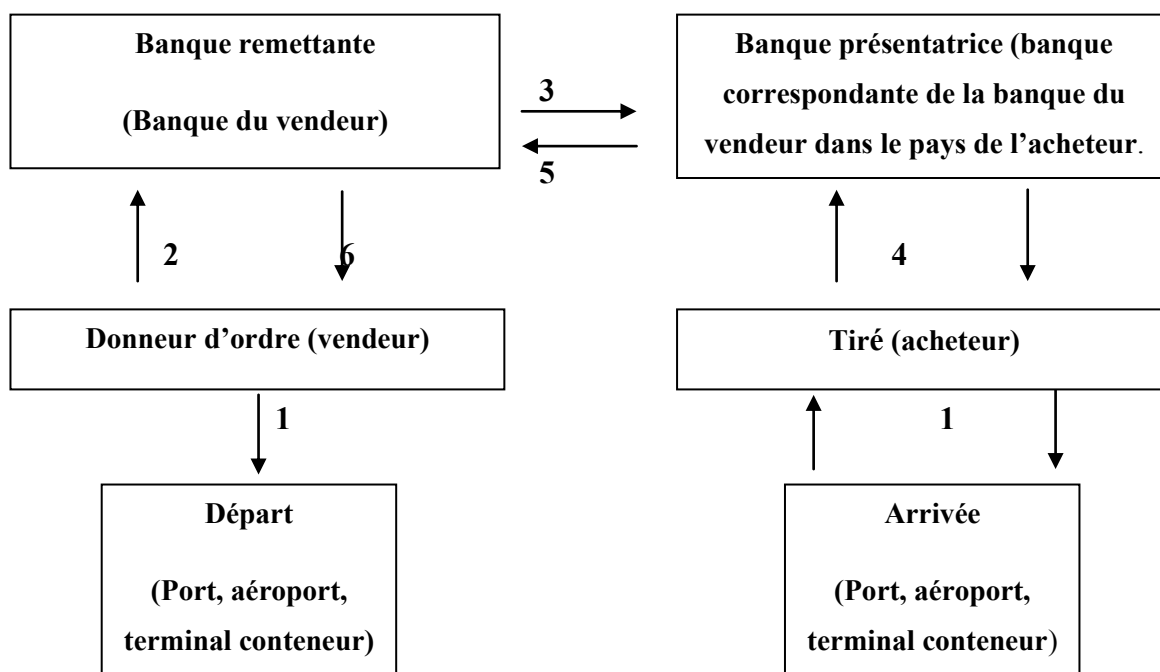 Banque remettante
(Banque du vendeur)
3
5
Banque présentatrice (banque
correspondante de la banque du
vendeur dans le pays de l’acheteur.
2
6
4
Donneur d’ordre (vendeur)
Tiré (acheteur)
1
1
Départ
(Port, aéroport,
terminal conteneur)
Arrivée
(Port, aéroport,
terminal conteneur)